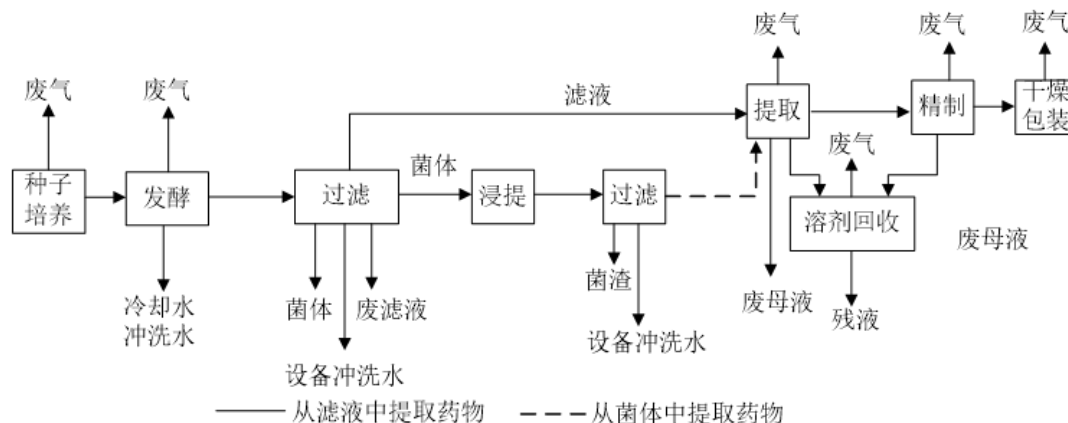 废气
废气
废气
废气
废气
滤液
提取
精制
干燥
包装
废气
菌体
种子
培养
发酵
过滤
浸提
过滤
溶剂回收
废母液
菌渣
冷却水
冲洗水
菌体
废滤液
废母液
残液
设备冲洗水
设备冲洗水
从滤液中提取药物
从菌体中提取药物